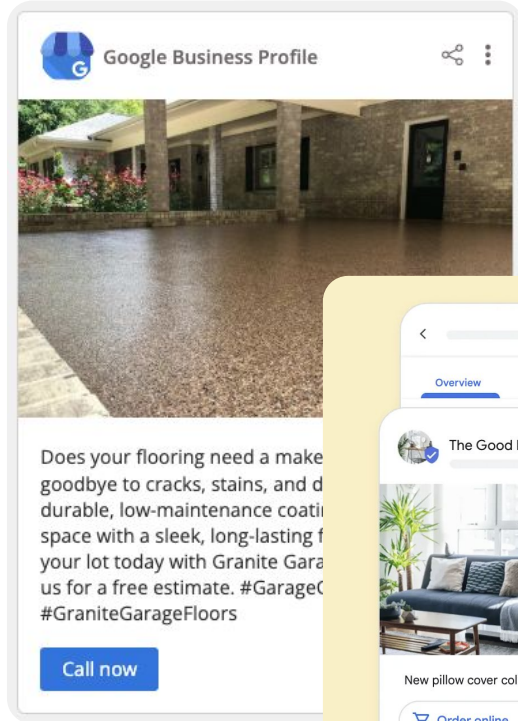 Google Business Profile
Does your flooring need a make
goodbye to cracks, stains, and d
durable, low-maintenance coati
space with a sleek, long-lasting f
your lot today with Granite Gara
us for a free estimate. #GarageC
#GraniteGarageFloors
Call now
Overview
The Good
New pillow cover col
Order online